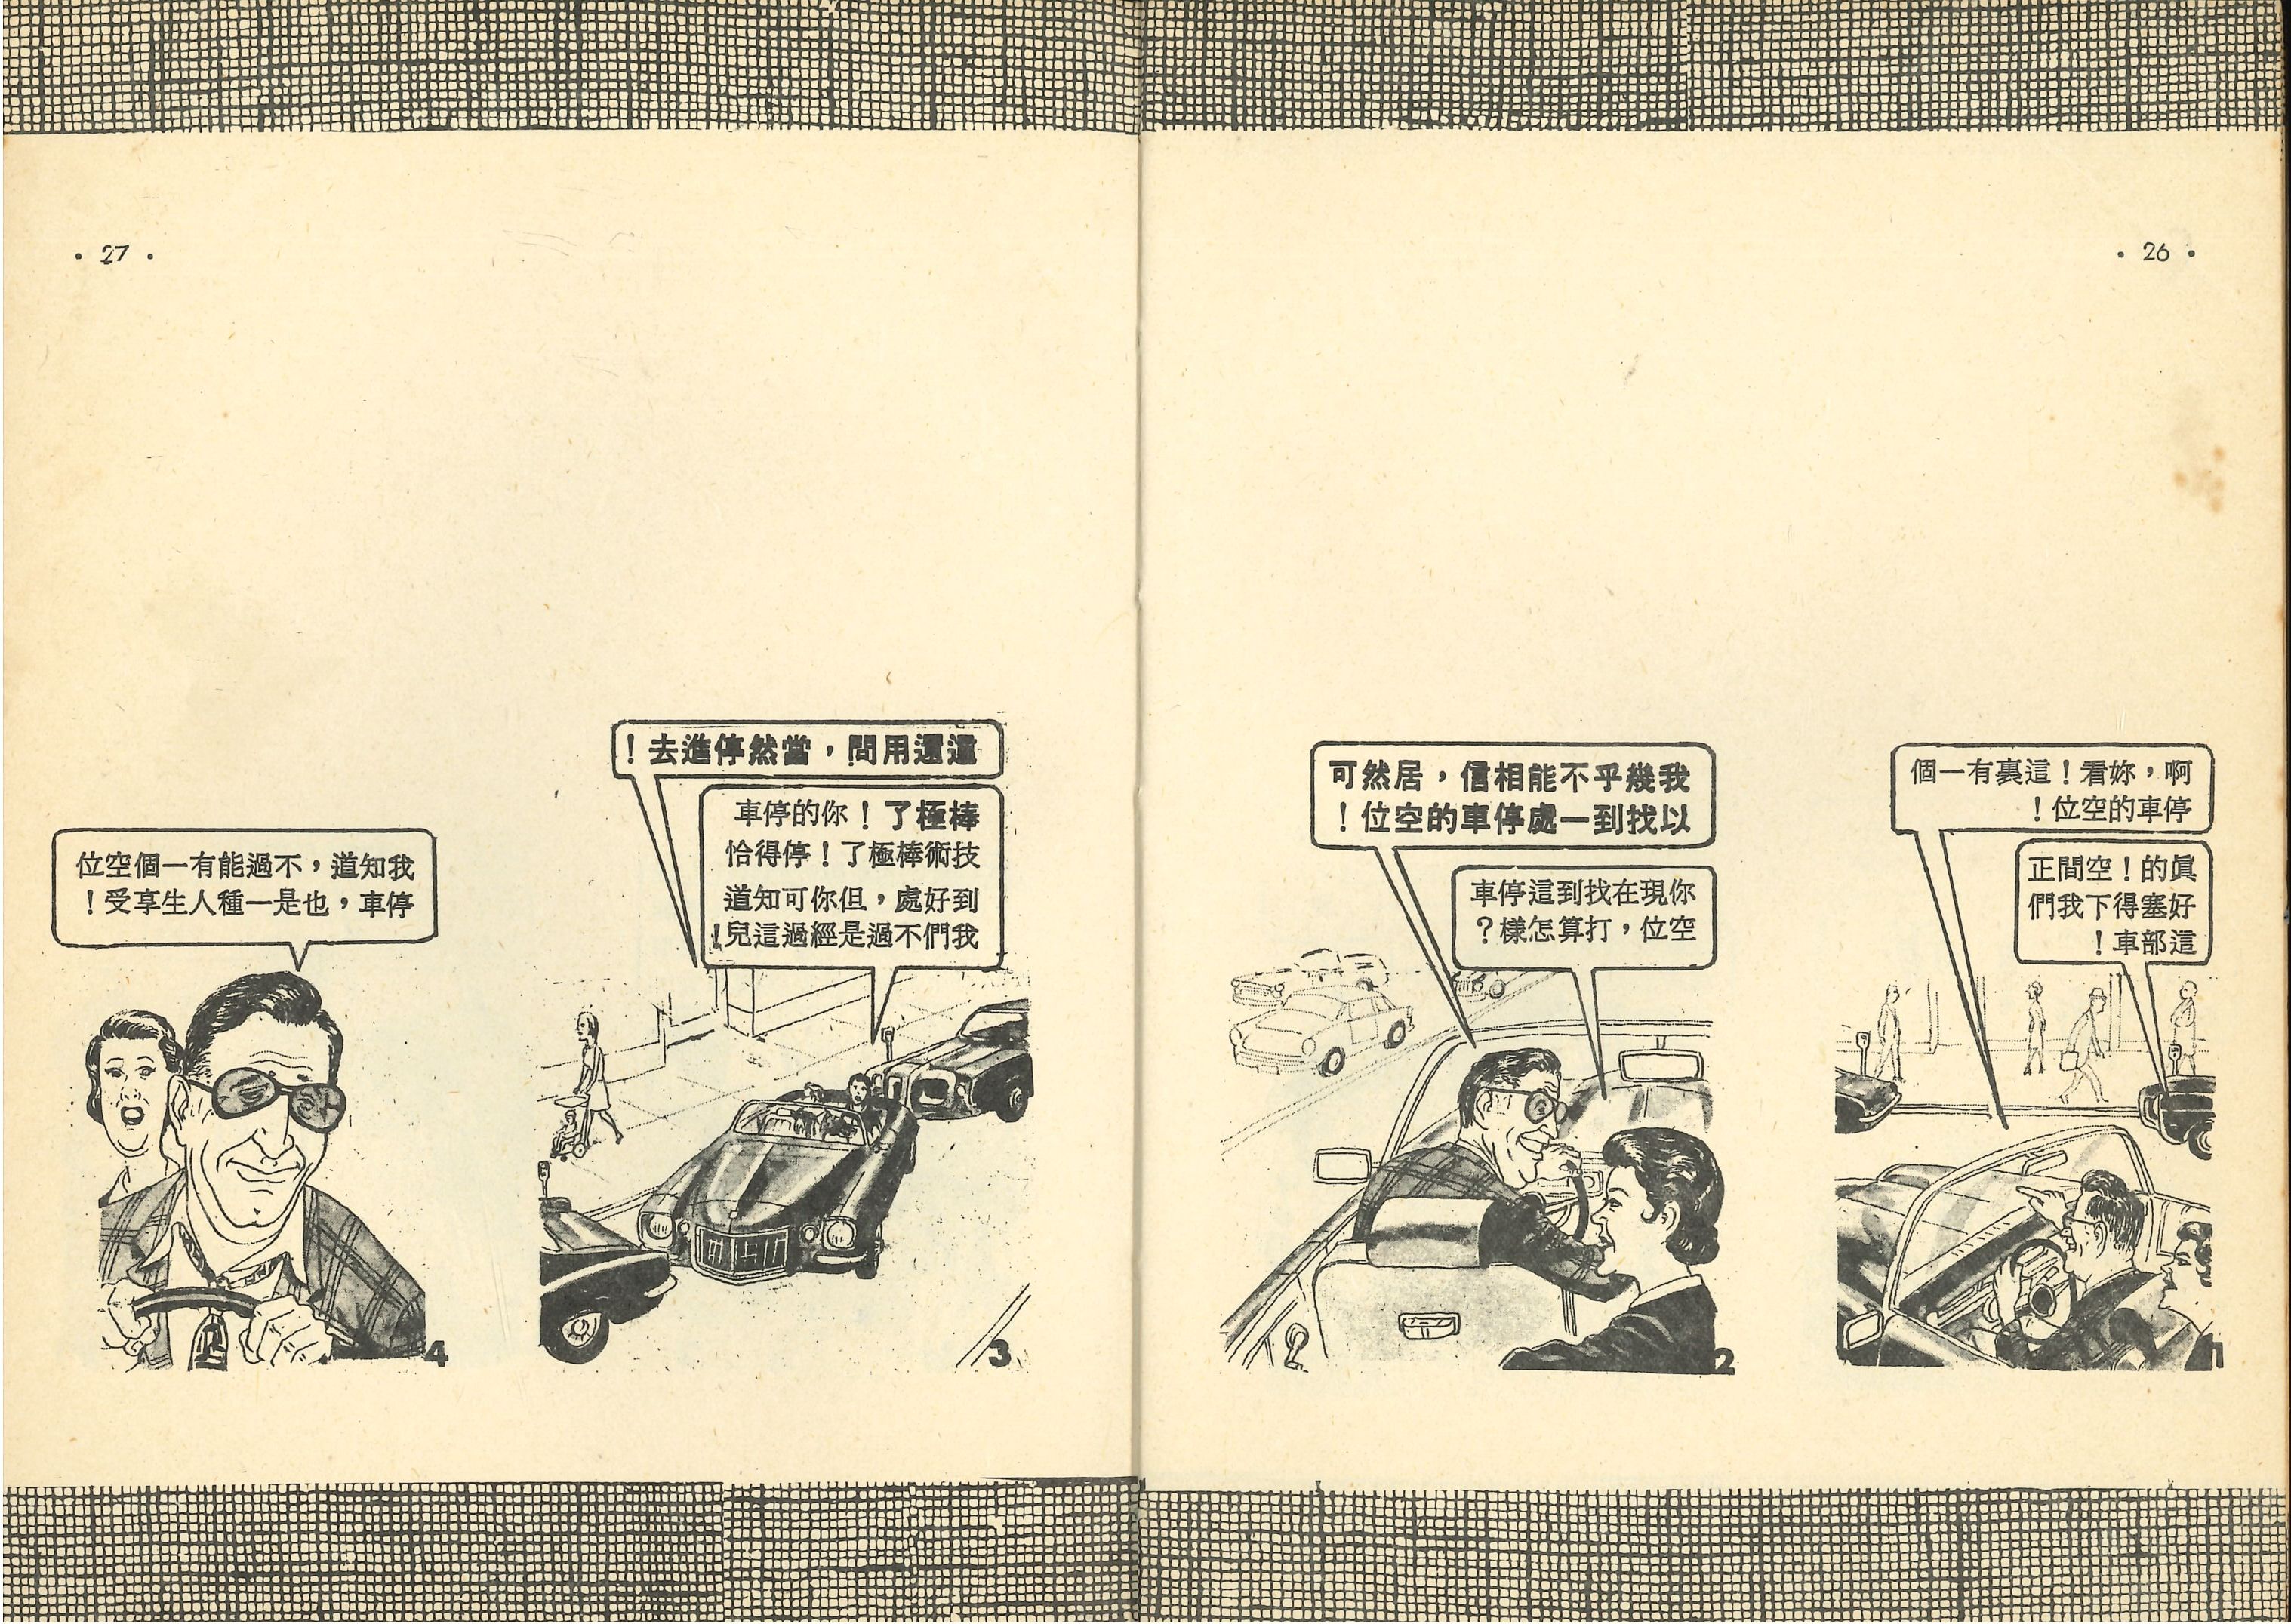 • 26 •
啊，妳看！這裏有一個
停車的空位！
眞的！空間正
好塞得下我們
這部車！
我幾乎不能相信，居然可
以找到一處停車的空位！
你現在找到這停車
空位，打算怎樣？
1
2
• 27 •
這還用問，當然停進去！
棒極了！你的停車
技術棒極了！停得恰
到好處，但你可知道
我們不過是經過這兒！
我知道，不過能有一個空位
停車，也是一種人生享受！
3
4